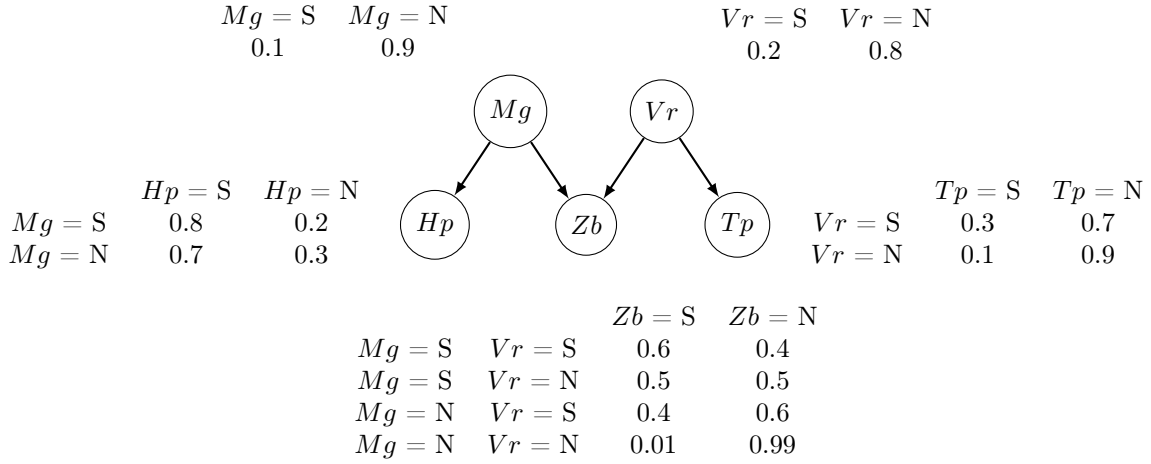 Mg = S Mg = N
0.1 0.9
Vr = S Vr = N
0.2 0.8
Mg Vr
Hp = S Hp = N
Mg = S 0.8 0.2
Mg = N 0.7 0.3
Hp Zb Tp
Tp = S Tp = N
Vr = S 0.3 0.7
Vr = N 0.1 0.9
Zb = S Zb = N
Mg = S Vr = S 0.6 0.4
Mg = S Vr = N 0.5 0.5
Mg = N Vr = S 0.4 0.6
Mg = N Vr = N 0.01 0.99